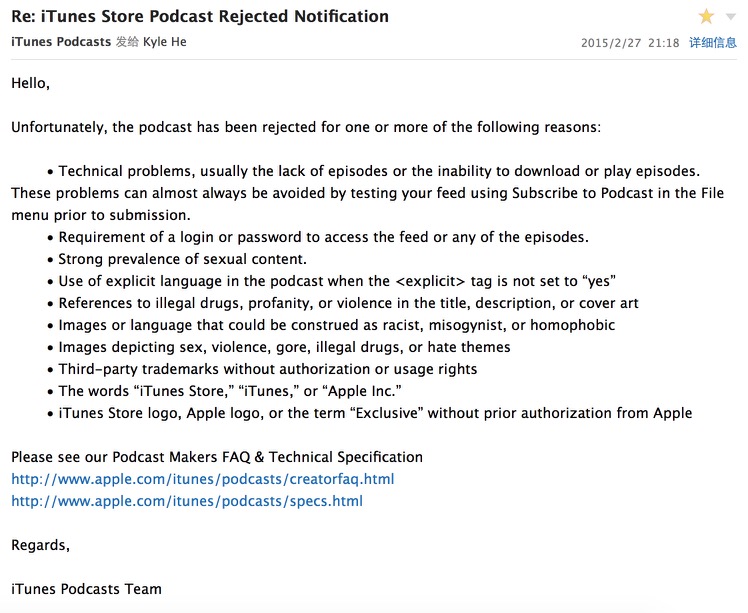 Re: iTunes Store Podcast Rejected Notification
iTunes Podcasts 发给 Kyle He
2015/2/27 21:18 详细信息
Hello,
Unfortunately, the podcast has been rejected for one or more of the following reasons:
• Technical problems, usually the lack of episodes or the inability to download or play episodes.
These problems can almost always be avoided by testing your feed using Subscribe to Podcast in the File
menu prior to submission.
• Requirement of a login or password to access the feed or any of the episodes.
• Strong prevalence of sexual content.
• Use of explicit language in the podcast when the <explicit> tag is not set to “yes”
• References to illegal drugs, profanity, or violence in the title, description, or cover art
• Images or language that could be construed as racist, misogynist, or homophobic
• Images depicting sex, violence, gore, illegal drugs, or hate themes
• Third-party trademarks without authorization or usage rights
• The words “iTunes Store,” “iTunes,” or “Apple Inc.”
• iTunes Store logo, Apple logo, or the term “Exclusive” without prior authorization from Apple
Please see our Podcast Makers FAQ & Technical Specification
http://www.apple.com/itunes/podcasts/creatorfaq.html
http://www.apple.com/itunes/podcasts/specs.html
Regards,
iTunes Podcasts Team